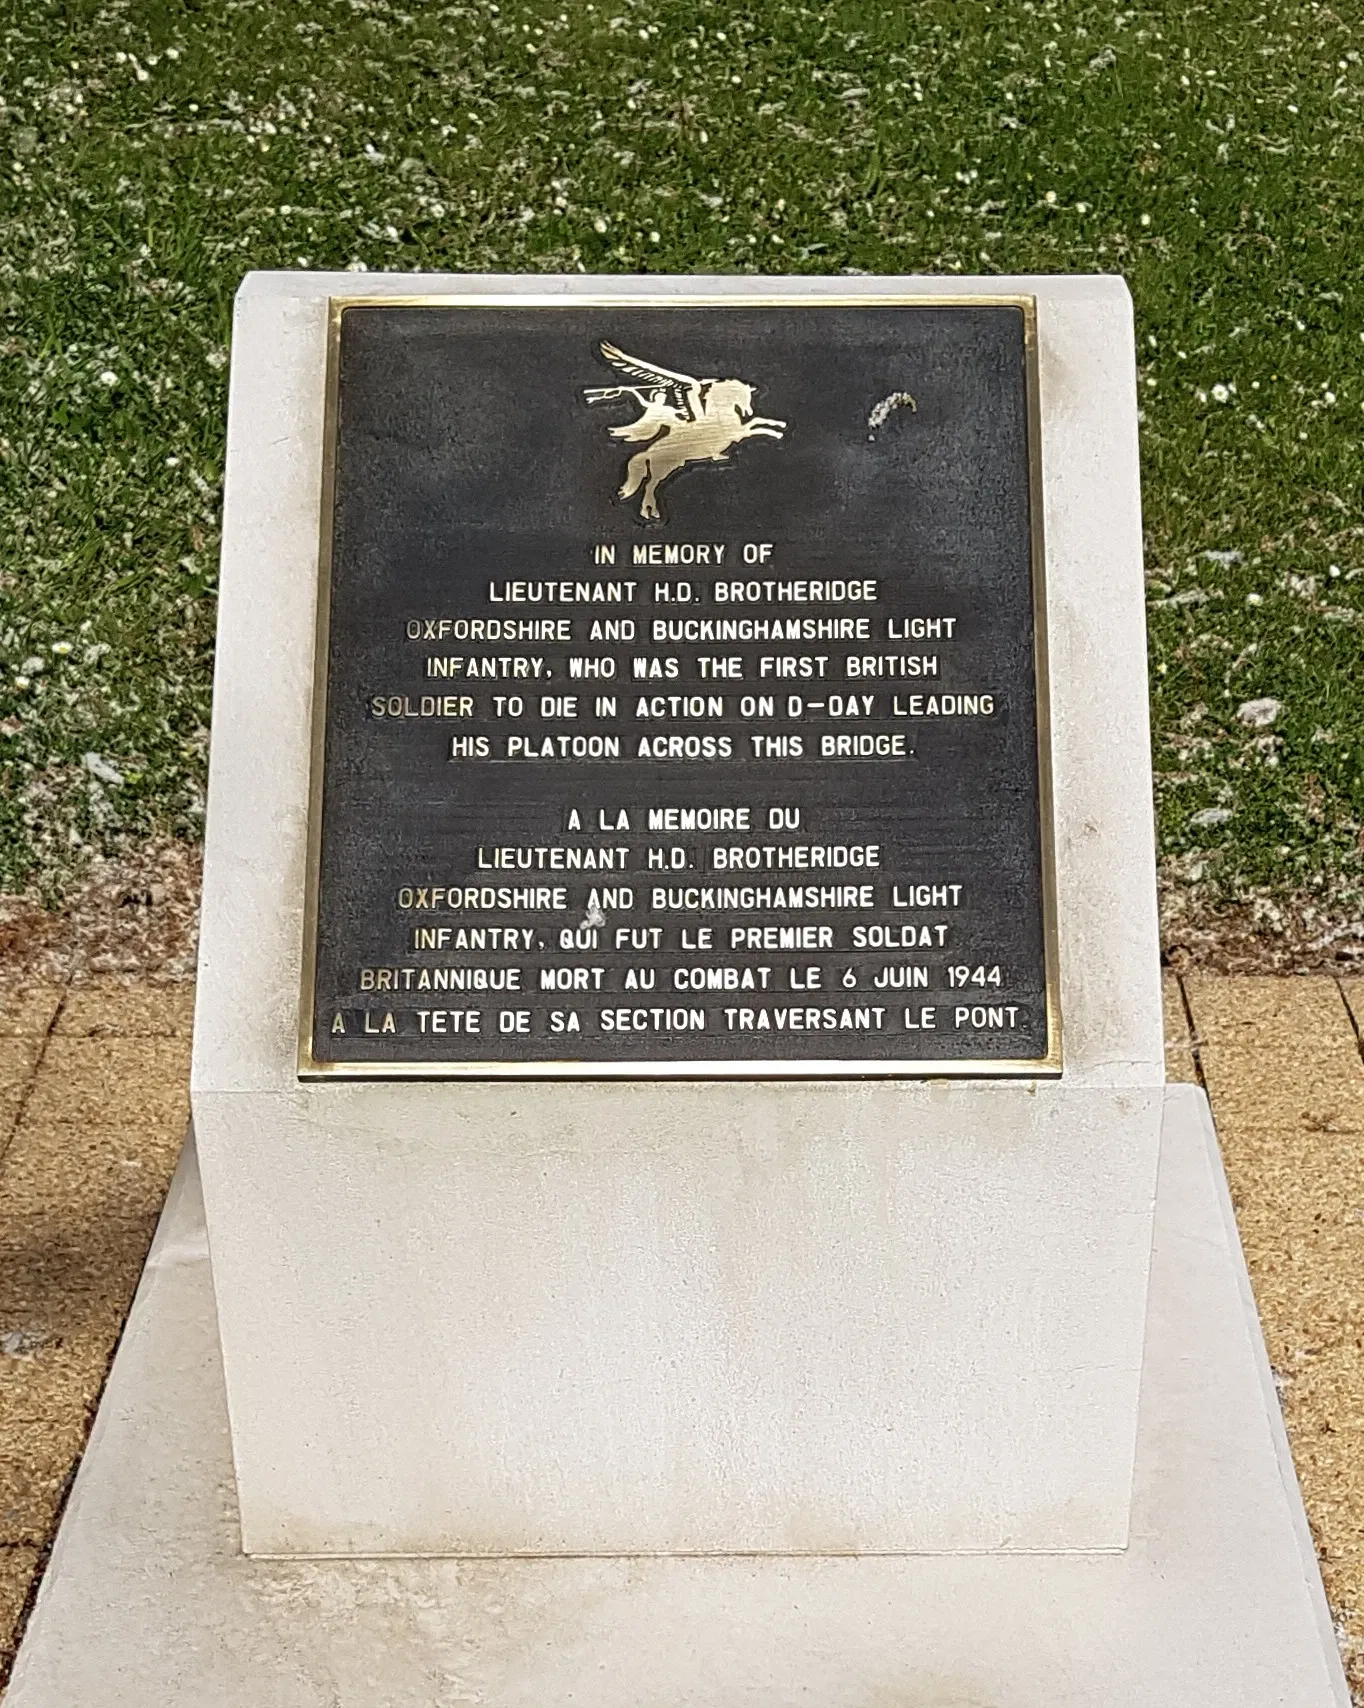 IN MEMORY OF
LIEUTENANT H.D. BROTHERIDGE
OXFORDSHIRE AND BUCKINGHAMSHIRE LIGHT
INFANTRY, WHO WAS THE FIRST BRITISH
SOLDIER TO DIE IN ACTION ON D-DAY LEADING
HIS PLATOON ACROSS THIS BRIDGE.
A LA MEMOIRE DU
LIEUTENANT H.D. BROTHERIDGE
OXFORDSHIRE AND BUCKINGHAMSHIRE LIGHT
INFANTRY, QUI FUT LE PREMIER SOLDAT
BRITANNIQUE MORT AU COMBAT LE 6 JUIN 1944
A LA TETE DE SA SECTION TRAVERSANT LE PONT.